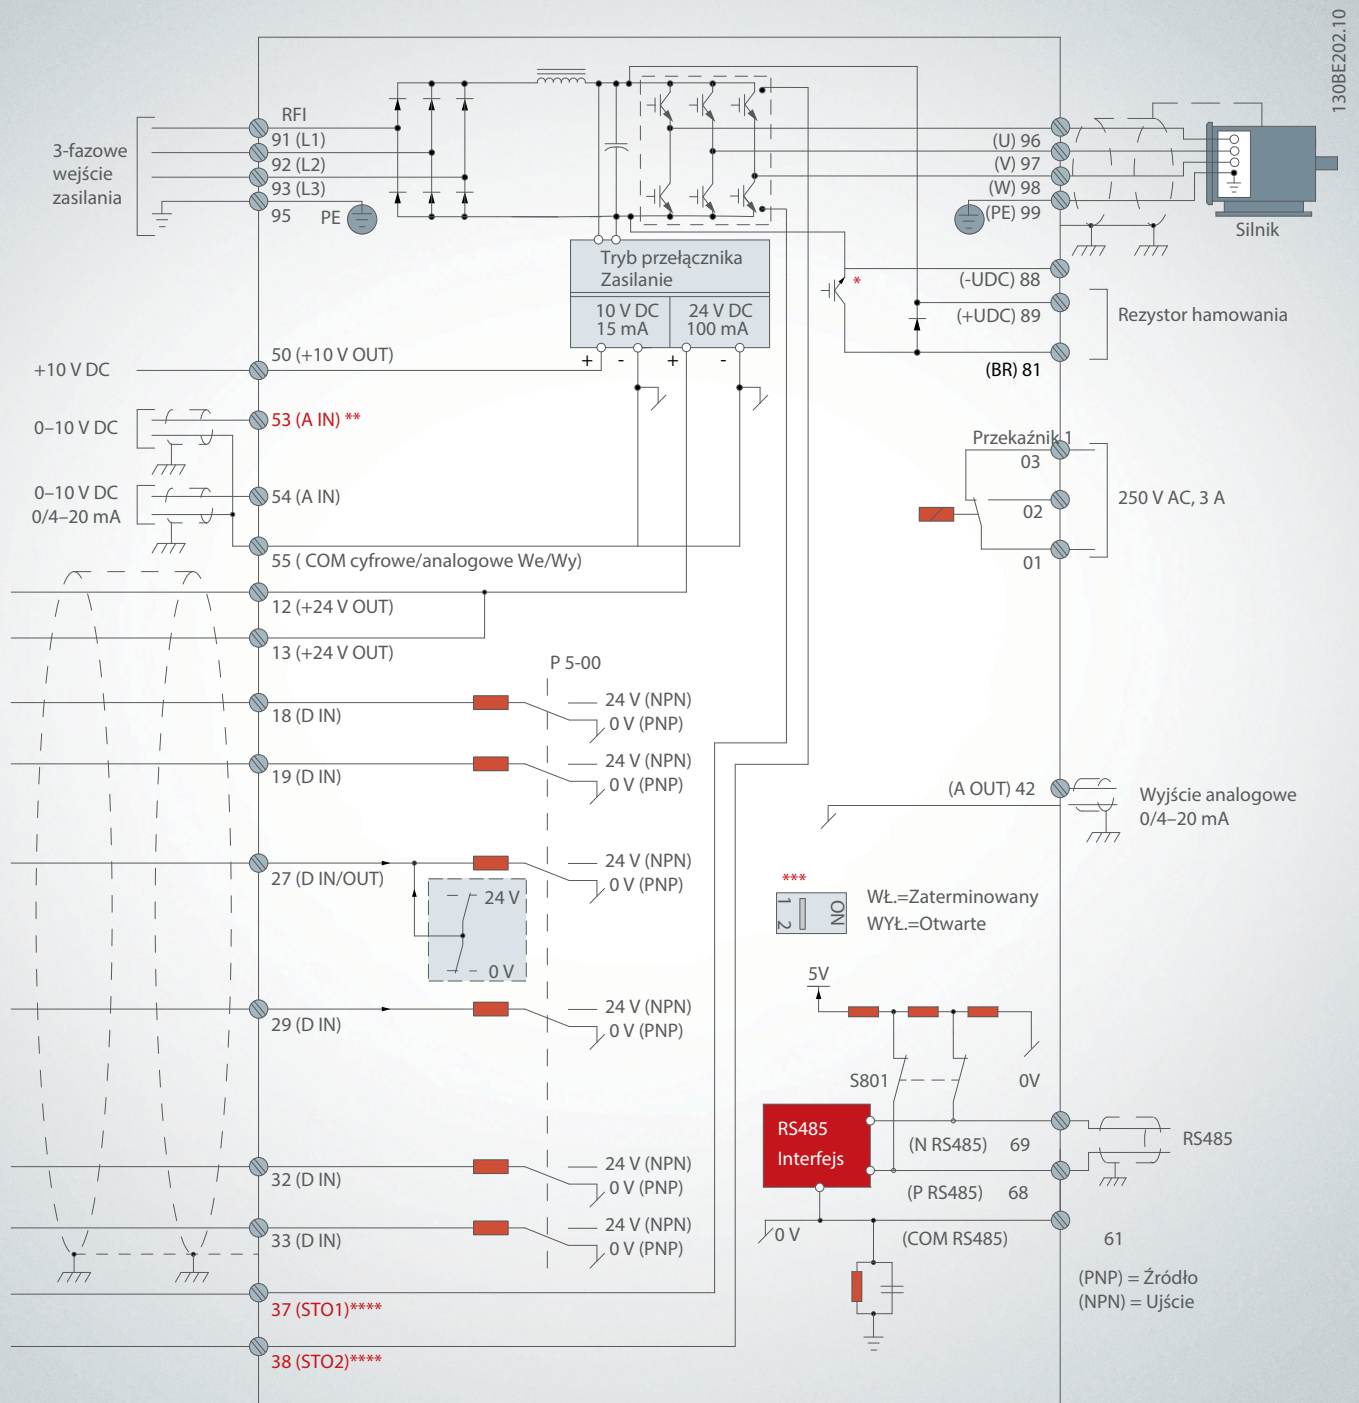 130BE202.10
RFI
91 (L1)
92 (L2)
93 (L3)
95
PE
3-fazowe
wejście
zasilania
(U) 96
(V) 97
(W) 98
(PE) 99
Silnik
Tryb przełącznika
Zasilanie
10 V DC
15 mA
24 V DC
100 mA
+ - + -
*
(-UDC) 88
(+UDC) 89
(BR) 81
Rezystor hamowania
+10 V DC
50 (+10 V OUT)
0–10 V DC
53 (A IN) **
0–10 V DC
0/4–20 mA
54 (A IN)
55 ( COM cyfrowe/analogowe We/Wy)
12 (+24 V OUT)
13 (+24 V OUT)
Przekaźnik 1
03
02
01
250 V AC, 3 A
P 5-00
18 (D IN)
24 V (NPN)
0 V (PNP)
19 (D IN)
24 V (NPN)
0 V (PNP)
27 (D IN/OUT)
24 V (NPN)
0 V (PNP)
24 V
0 V
29 (D IN)
24 V (NPN)
0 V (PNP)
32 (D IN)
24 V (NPN)
0 V (PNP)
33 (D IN)
24 V (NPN)
0 V (PNP)
37 (STO1)****
38 (STO2)****
(A OUT) 42
Wyjście analogowe
0/4–20 mA
***
1 2
ON
WŁ.=Zaterminowany
WYŁ.=Otwarte
5V
S801
0V
RS485
Interfejs
(N RS485) 69
(P RS485) 68
RS485
0 V
(COM RS485)
61
(PNP) = Źródło
(NPN) = Ujście